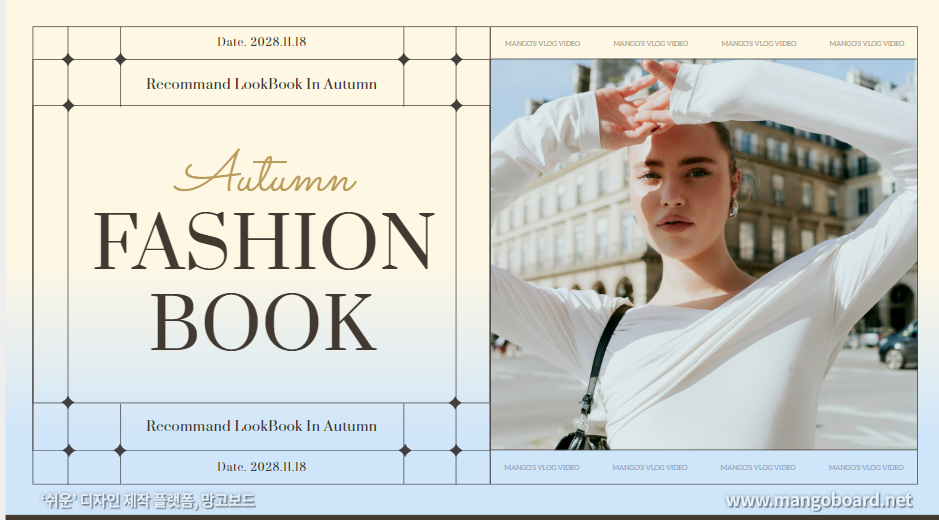 Date. 2028.11.18
Recommand LookBook In Autumn
Autumn
FASHION
BOOK
Recommand LookBook In Autumn
Date. 2028.11.18
MANGO'S VLOG VIDEO MANGO'S VLOG VIDEO MANGO'S VLOG VIDEO MANGO'S VLOG VIDEO
MANGO'S VLOG VIDEO MANGO'S VLOG VIDEO MANGO'S VLOG VIDEO MANGO'S VLOG VIDEO
'쉬운' 디자인 제작 플랫폼, 망고보드
www.mangoboard.net